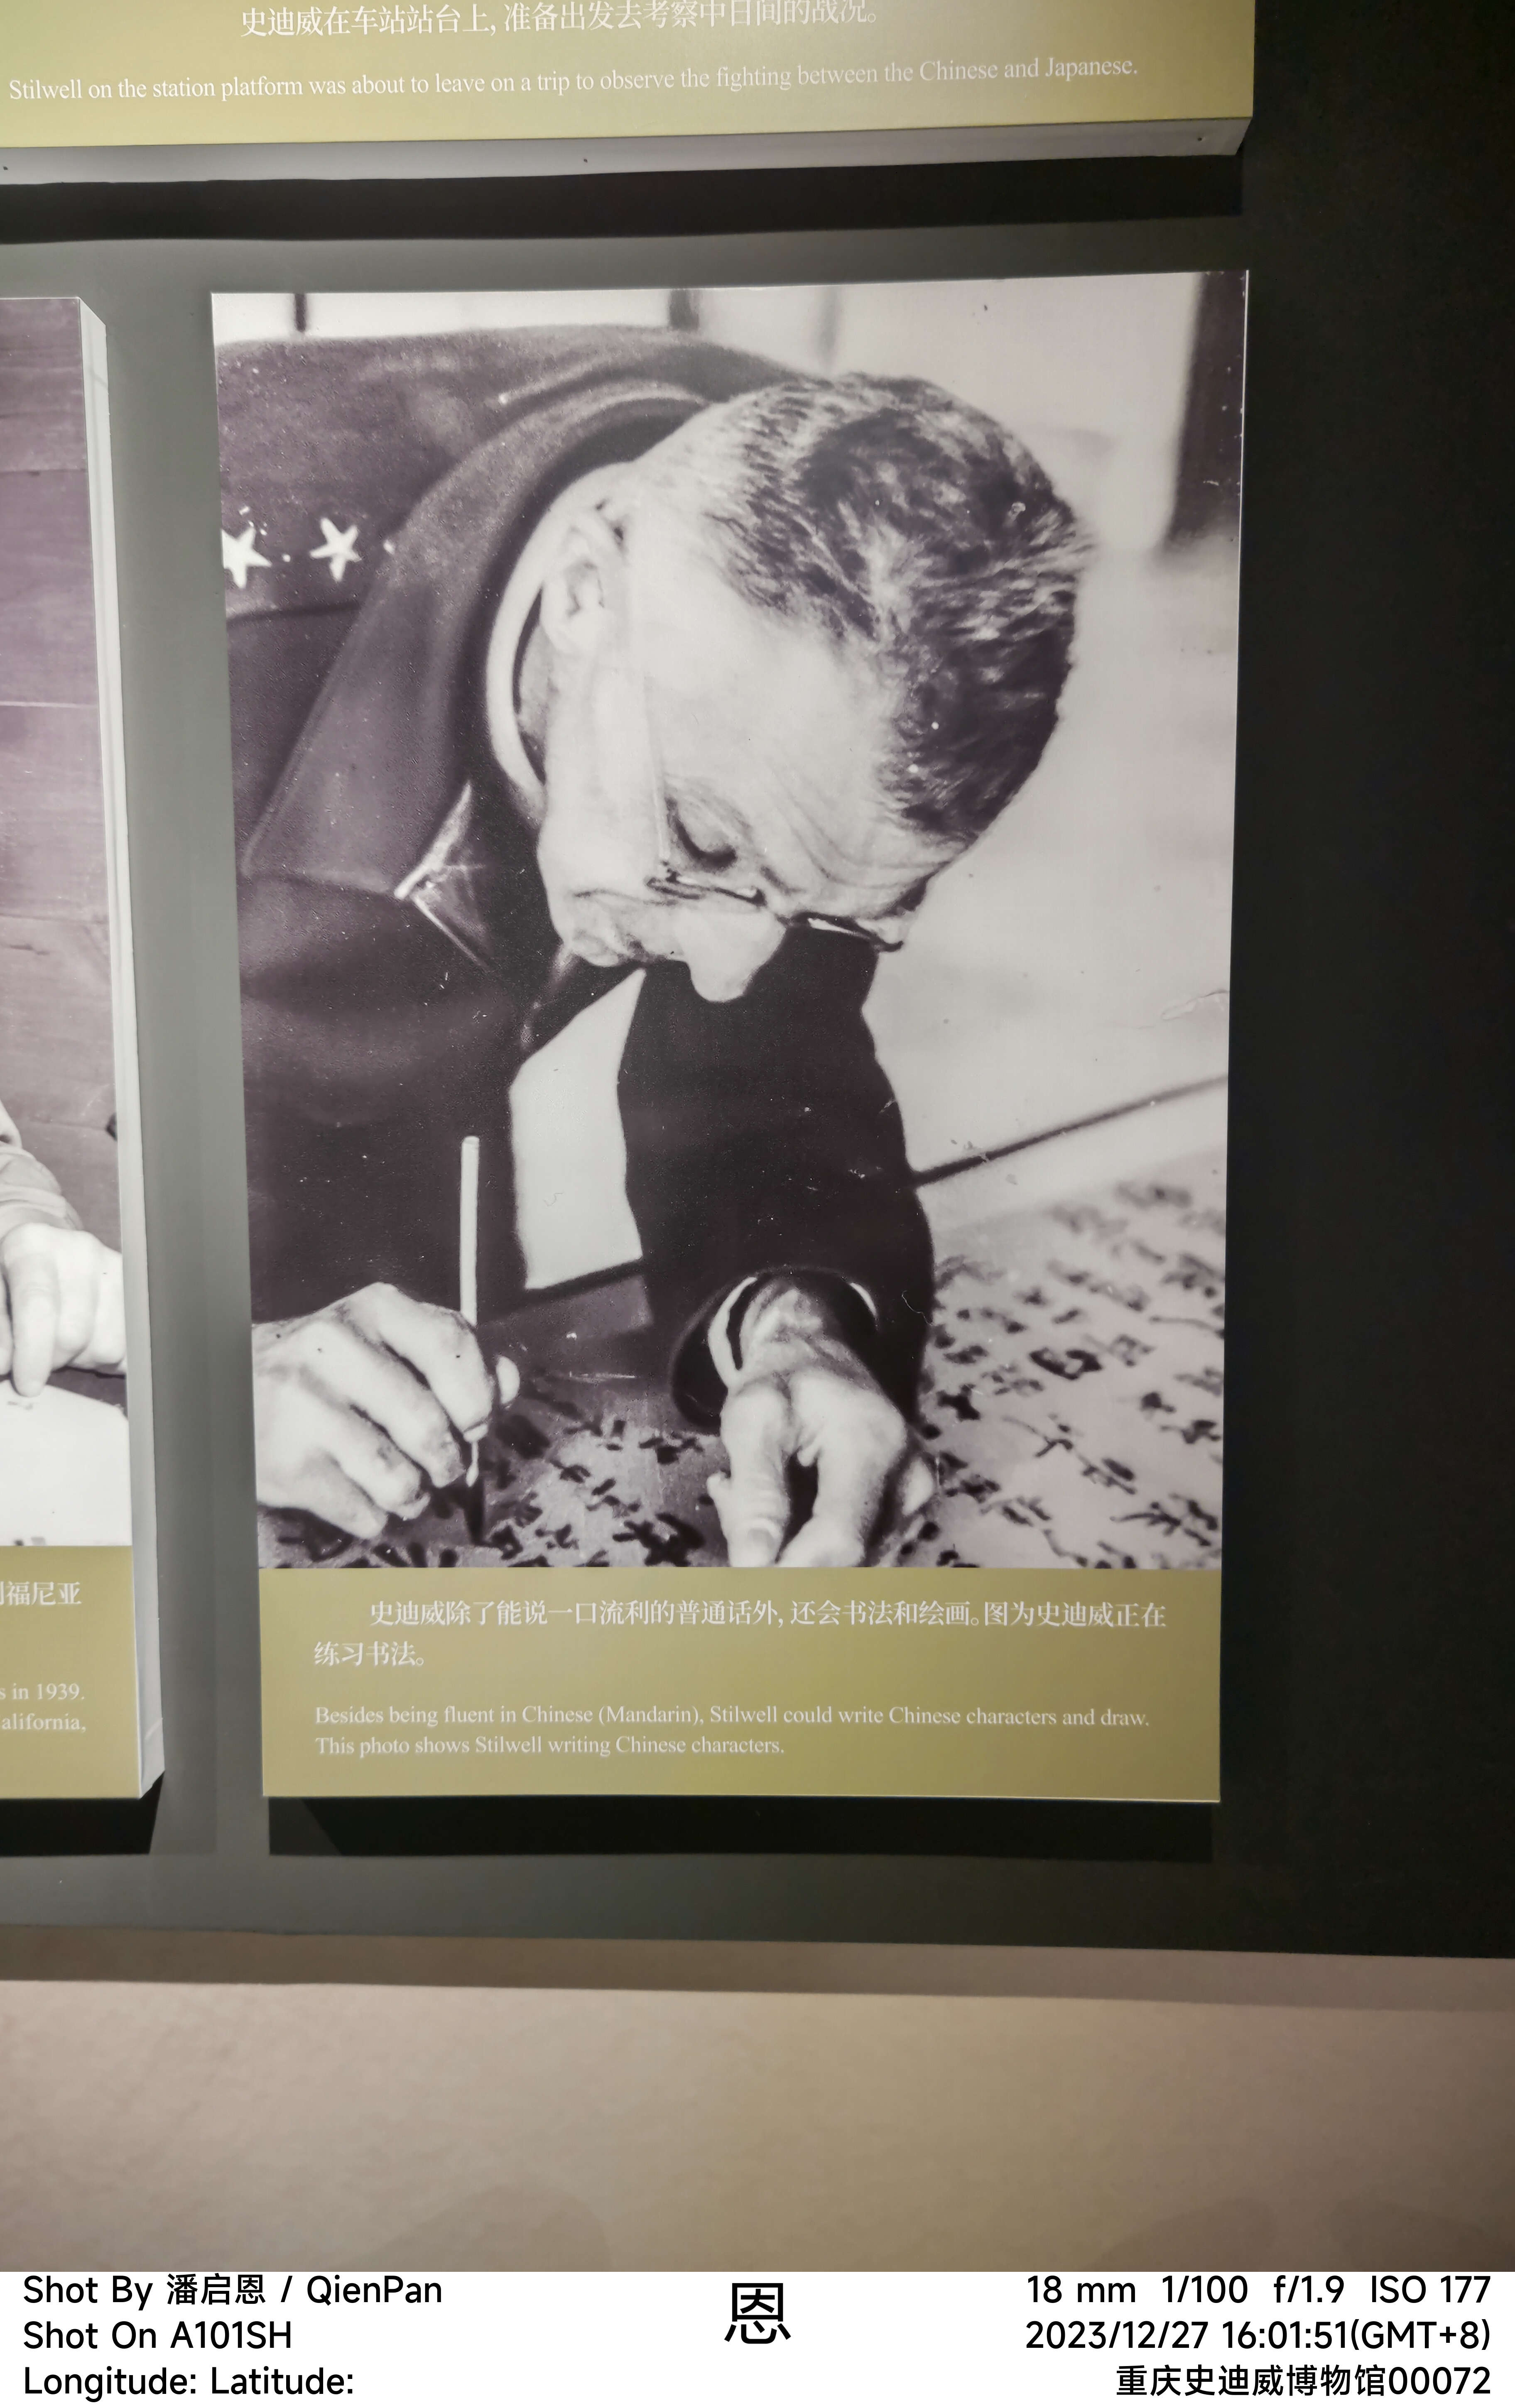 史迪威在车站站台上，准备出发去考察中日间的战况。
Stilwell on the station platform was about to leave on a trip to observe the fighting between the Chinese and Japanese.
福尼亚
s in 1939.
alifornia,
史迪威除了能说一口流利的普通话外，还会书法和绘画。图为史迪威正在
练习书法。
Besides being fluent in Chinese (Mandarin), Stilwell could write Chinese characters and draw.
This photo shows Stilwell writing Chinese characters.
Shot By 潘启恩 / QienPan
Shot On A101SH
Longitude: Latitude:
恩
18 mm 1/100 f/1.9 ISO 177
2023/12/27 16:01:51(GMT+8)
重庆史迪威博物馆00072